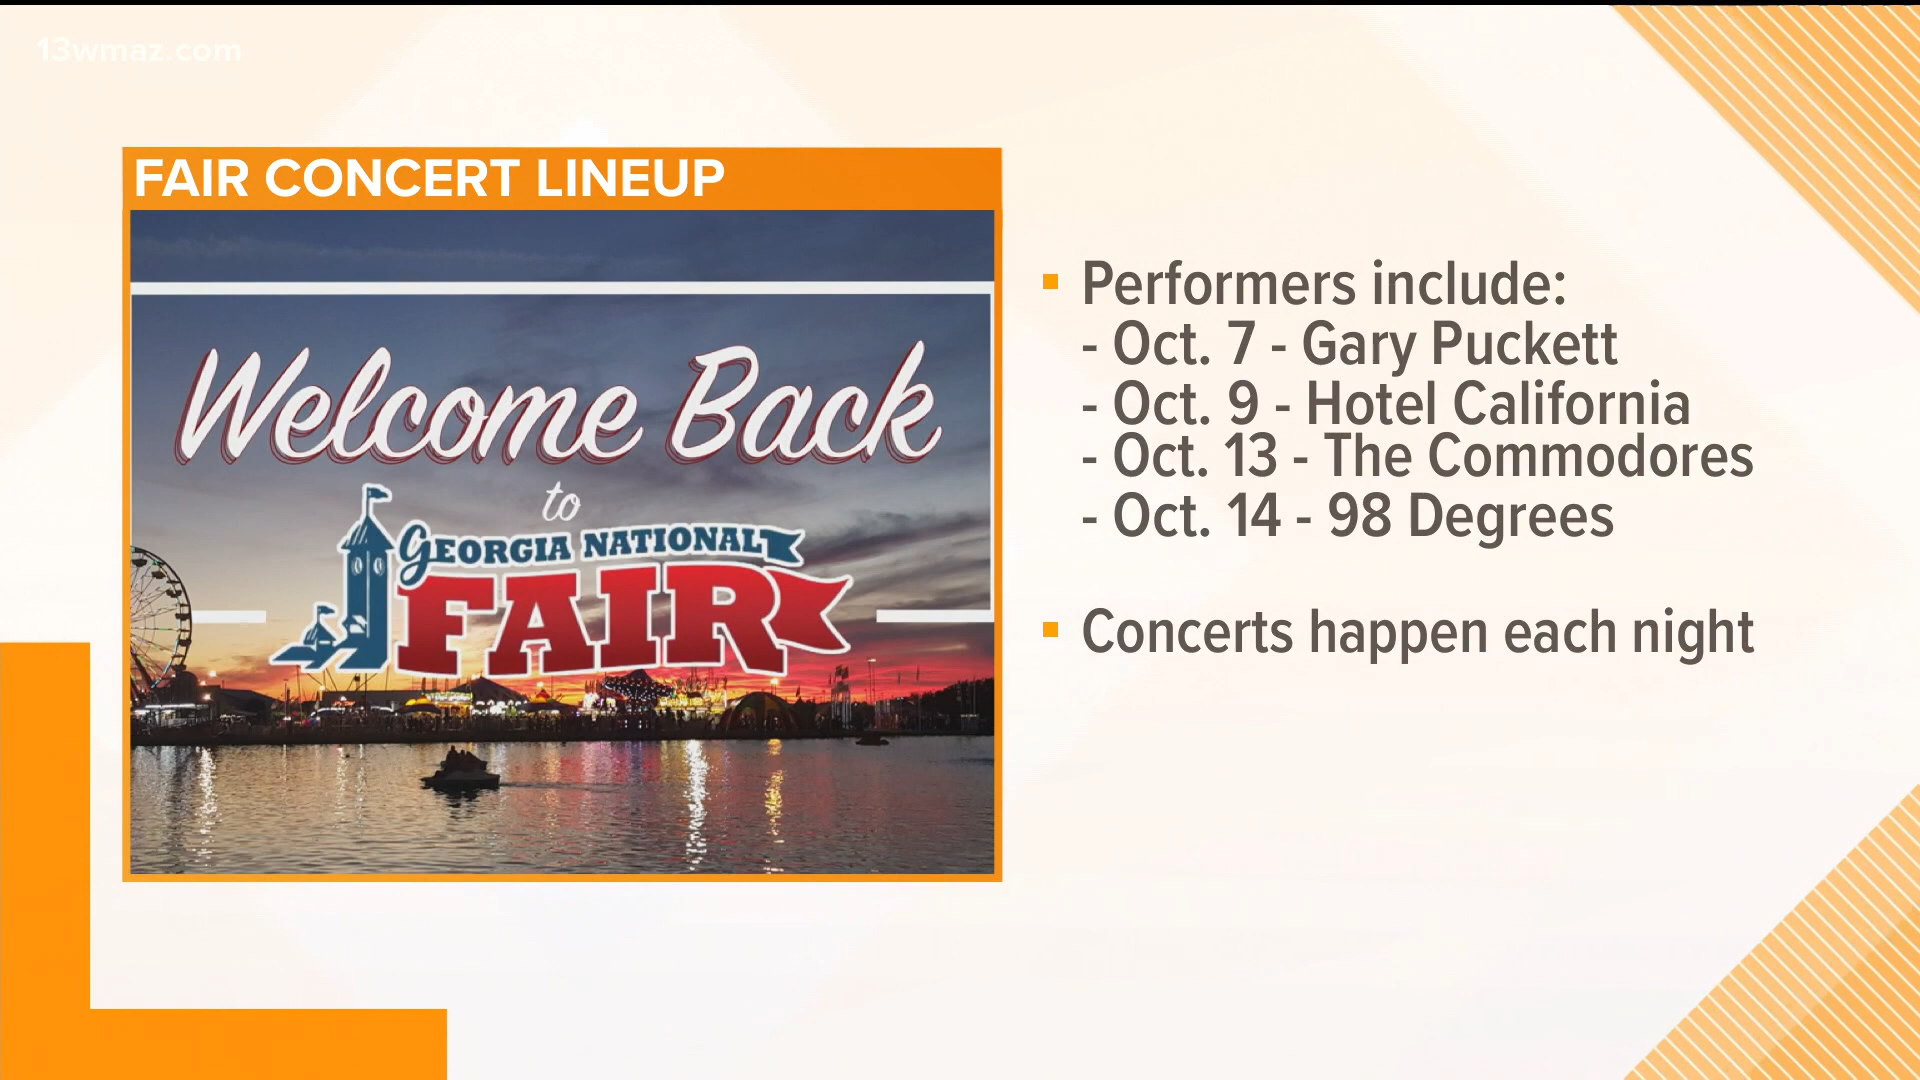 13wmaz.com
FAIR CONCERT LINEUP
Welcome Back
to
GEORGIA NATIONAL
FAIR
Performers include:
- Oct. 7 - Gary Puckett
- Oct. 9 - Hotel California
- Oct. 13 - The Commodores
- Oct. 14 - 98 Degrees
Concerts happen each night